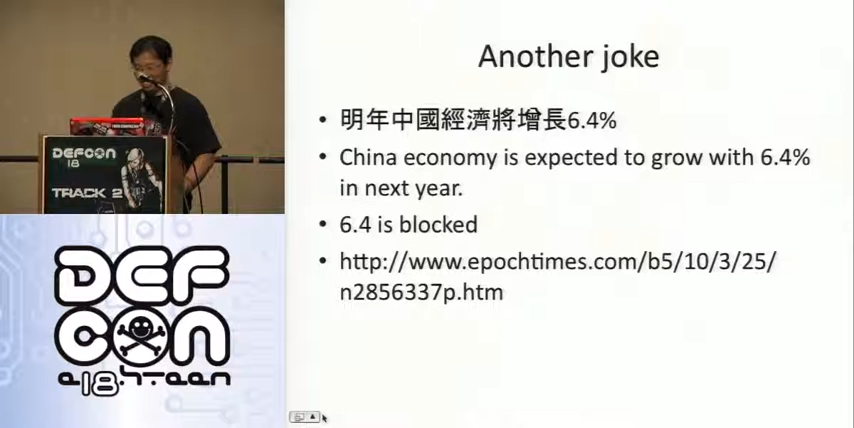 Another joke
• 明年中國經濟將增長6.4%
• China economy is expected to grow with 6.4%
in next year.
• 6.4 is blocked
• http://www.epochtimes.com/b5/10/3/25/
n2856337p.htm
DEFCON
18
TRACK 2
DEF
CON
e18hteen